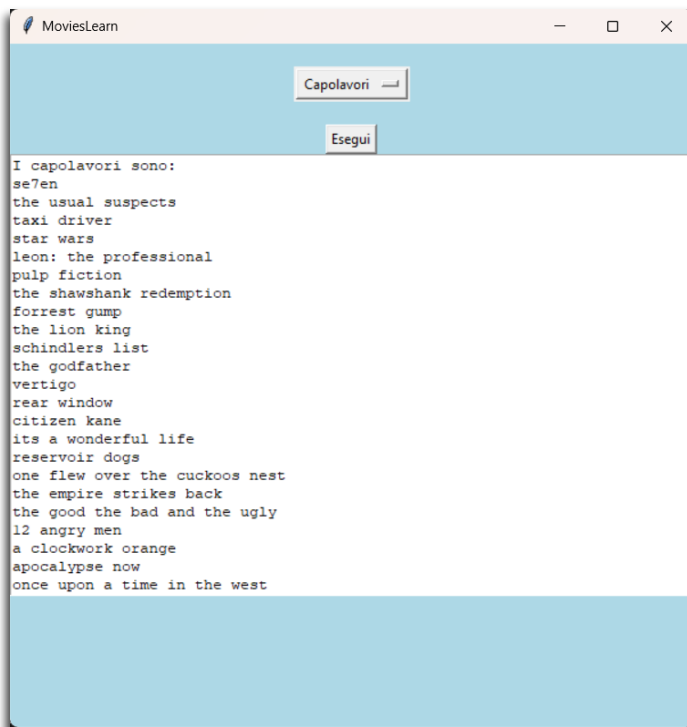 MoviesLearn
Capolavori
Esegui
I capolavori sono:
se7en
the usual suspects
taxi driver
star wars
leon: the professional
pulp fiction
the shawshank redemption
forrest gump
the lion king
schindlers list
the godfather
vertigo
rear window
citizen kane
its a wonderful life
reservoir dogs
one flew over the cuckoos nest
the empire strikes back
the good the bad and the ugly
12 angry men
a clockwork orange
apocalypse now
once upon a time in the west